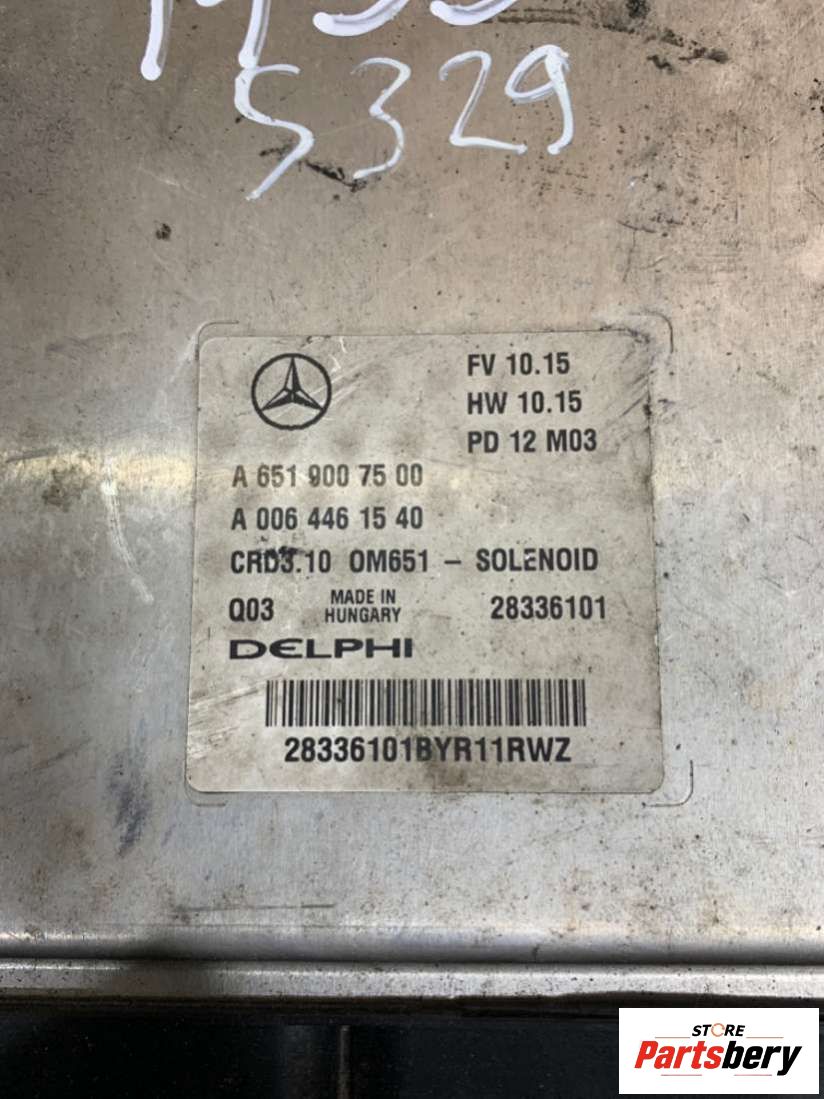 5329
FV 10.15
HW 10.15
PD 12 M03
A 651 900 75 00
A 006 446 15 40
CRD3.10 OM651 – SOLENOID
Q03 MADE IN HUNGARY 28336101
DELPHI
28336101BYR11RWZ
STORE
Partsbery